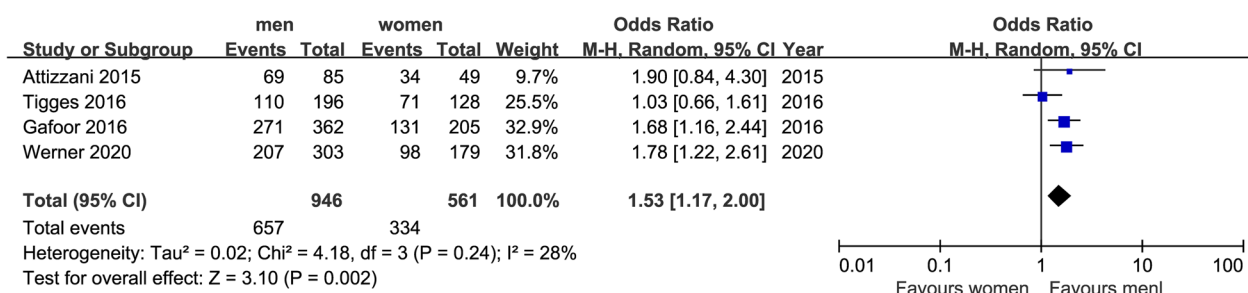 men women Odds Ratio Odds Ratio
Study or Subgroup Events Total Events Total Weight M-H, Random, 95% CI Year M-H, Random, 95% CI
Attizzani 2015 69 85 34 49 9.7% 1.90 [0.84, 4.30] 2015
Tigges 2016 110 196 71 128 25.5% 1.03 [0.66, 1.61] 2016
Gafoor 2016 271 362 131 205 32.9% 1.68 [1.16, 2.44] 2016
Werner 2020 207 303 98 179 31.8% 1.78 [1.22, 2.61] 2020
Total (95% CI) 946 561 100.0% 1.53 [1.17, 2.00]
Total events 657 334
Heterogeneity: Tau² = 0.02; Chi² = 4.18, df = 3 (P = 0.24); I² = 28%
Test for overall effect: Z = 3.10 (P = 0.002)
0.01 0.1 1 10 100
Favours women Favours menl